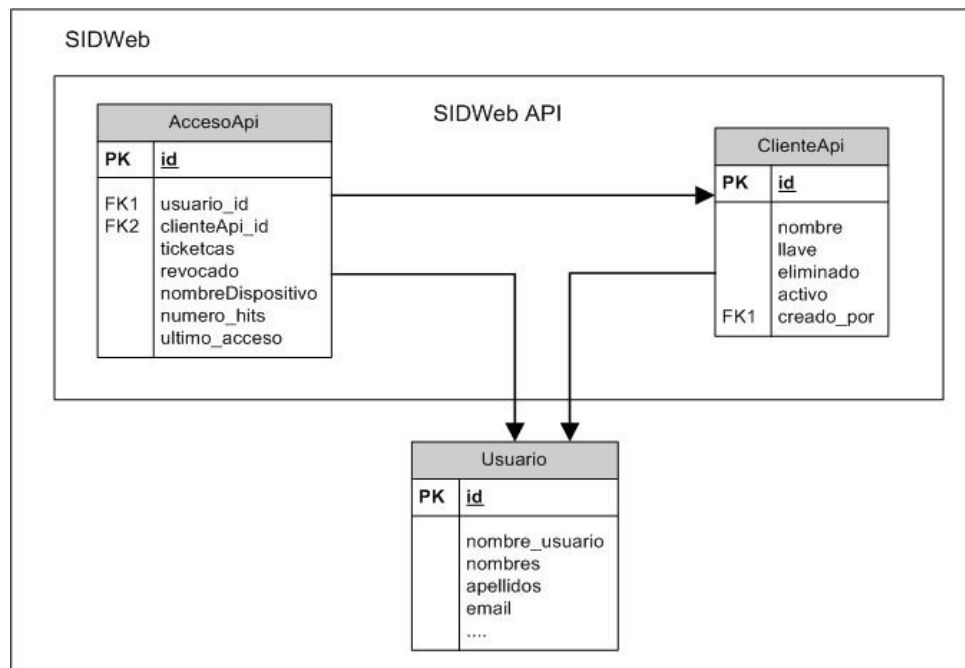 SIDWeb
SIDWeb API
AccesoApi
PK id
FK1 usuario_id
FK2 clienteApi_id
ticketcas
revocado
nombreDispositivo
numero_hits
ultimo_acceso
ClienteApi
PK id
nombre
llave
eliminado
activo
FK1 creado_por
Usuario
PK id
nombre_usuario
nombres
apellidos
email
....